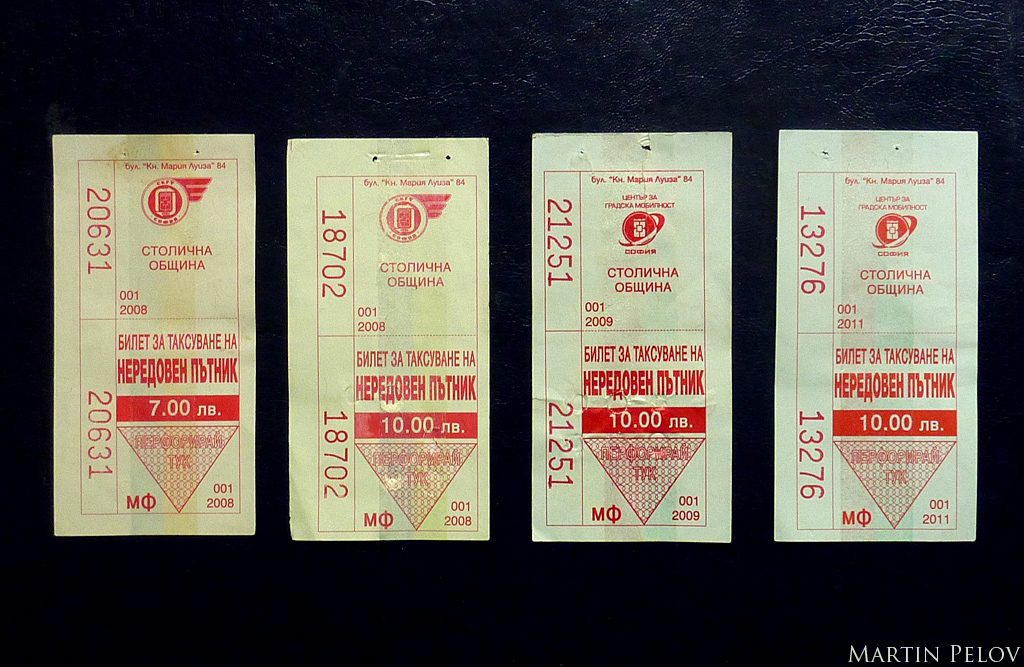 бул. "Кн. Мария Луиза" 84
СКГТ
СОФИЯ
СТОЛИЧНА
ОБЩИНА
001
2008
20631
БИЛЕТ ЗА ТАКСУВАНЕ НА
НЕРЕДОВЕН ПЪТНИК
7.00 лв.
ПЕРФОРИРАЙ
ТУК
20631
МФ
001
2008
бул. "Кн. Мария Луиза" 84
СКГТ
СОФИЯ
СТОЛИЧНА
ОБЩИНА
001
2008
18702
БИЛЕТ ЗА ТАКСУВАНЕ НА
НЕРЕДОВЕН ПЪТНИК
10.00 лв.
ПЕРФОРИРАЙ
ТУК
18702
МФ
001
2008
бул. "Кн. Мария Луиза" 84
ЦЕНТЪР ЗА
ГРАДСКА МОБИЛНОСТ
СОФИЯ
СТОЛИЧНА
ОБЩИНА
001
2009
21251
БИЛЕТ ЗА ТАКСУВАНЕ НА
НЕРЕДОВЕН ПЪТНИК
10.00 лв.
ПЕРФОРИРАЙ
ТУК
21251
МФ
001
2009
бул. "Кн. Мария Луиза" 84
ЦЕНТЪР ЗА
ГРАДСКА МОБИЛНОСТ
СОФИЯ
СТОЛИЧНА
ОБЩИНА
001
2011
13276
БИЛЕТ ЗА ТАКСУВАНЕ НА
НЕРЕДОВЕН ПЪТНИК
10.00 лв.
ПЕРФОРИРАЙ
ТУК
13276
МФ
001
2011
MARTIN PELOV